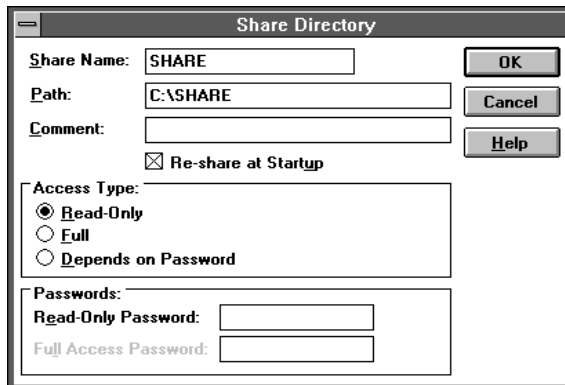 Share Directory
Share Name: SHARE
OK
Path: C:\SHARE
Cancel
Comment:
Help
Re-share at Startup
Access Type:
Read-Only
Full
Depends on Password
Passwords:
Read-Only Password:
Full Access Password: